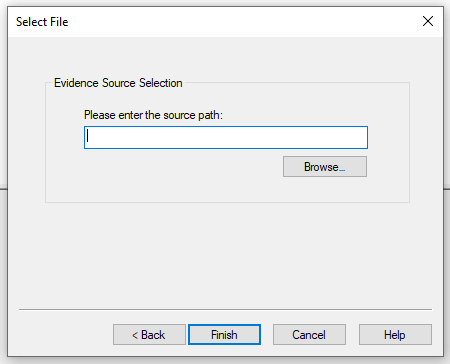 Select File
Evidence Source Selection
Please enter the source path:
Browse...
< Back
Finish
Cancel
Help